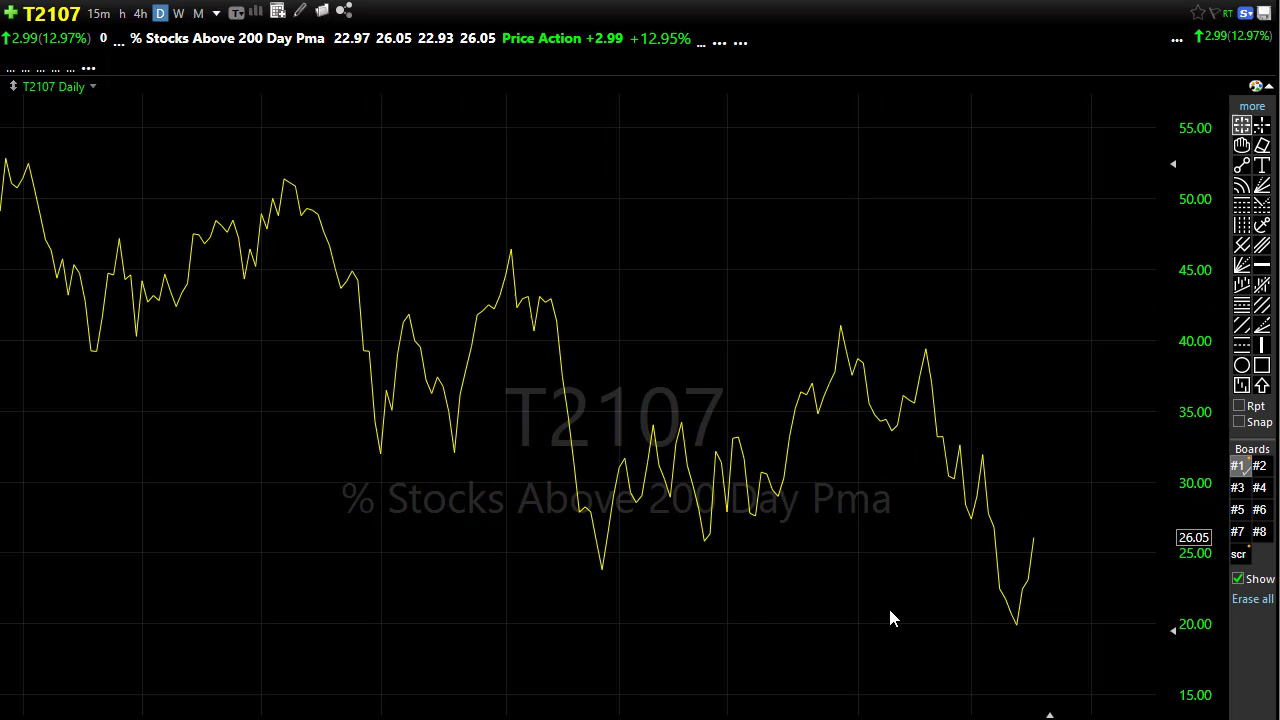 T2107 15m h 4h D W M T RT S
2.99(12.97%) 0 ... % Stocks Above 200 Day Pma 22.97 26.05 22.93 26.05 Price Action +2.99 +12.95% ... ... ... ... 2.99(12.97%)
... ... ... ... ... ...
T2107 Daily
more
55.00
50.00
45.00
40.00
35.00
30.00
26.05
25.00
20.00
15.00
T2107
% Stocks Above 200 Day Pma
T
Rpt
Snap
Boards
#1 #2
#3 #4
#5 #6
#7 #8
scr
Show
Erase all